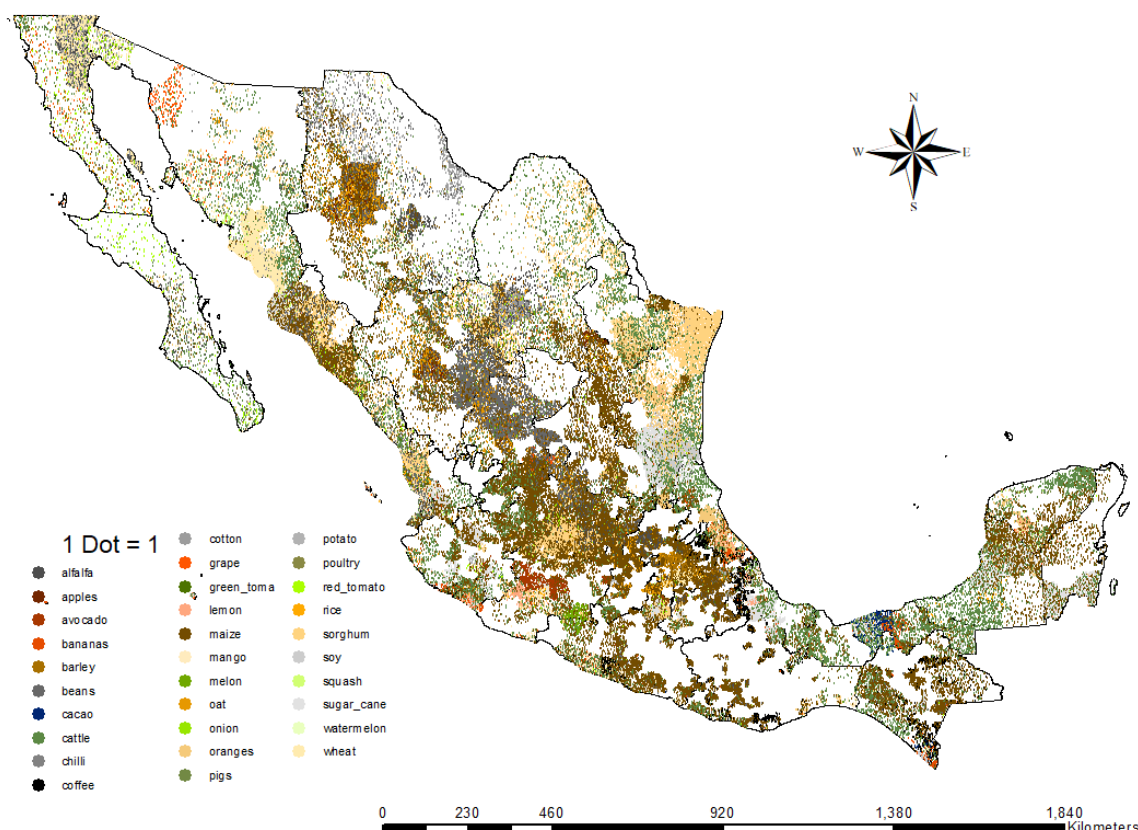 N
W E
S
1 Dot = 1
alfalfa
apples
avocado
bananas
barley
beans
cacao
cattle
chilli
coffee
cotton
grape
green_toma
lemon
maize
mango
melon
oat
onion
oranges
pigs
potato
poultry
red_tomato
rice
sorghum
soy
squash
sugar_cane
watermelon
wheat
0 230 460 920 1,380 1,840
Kilometers